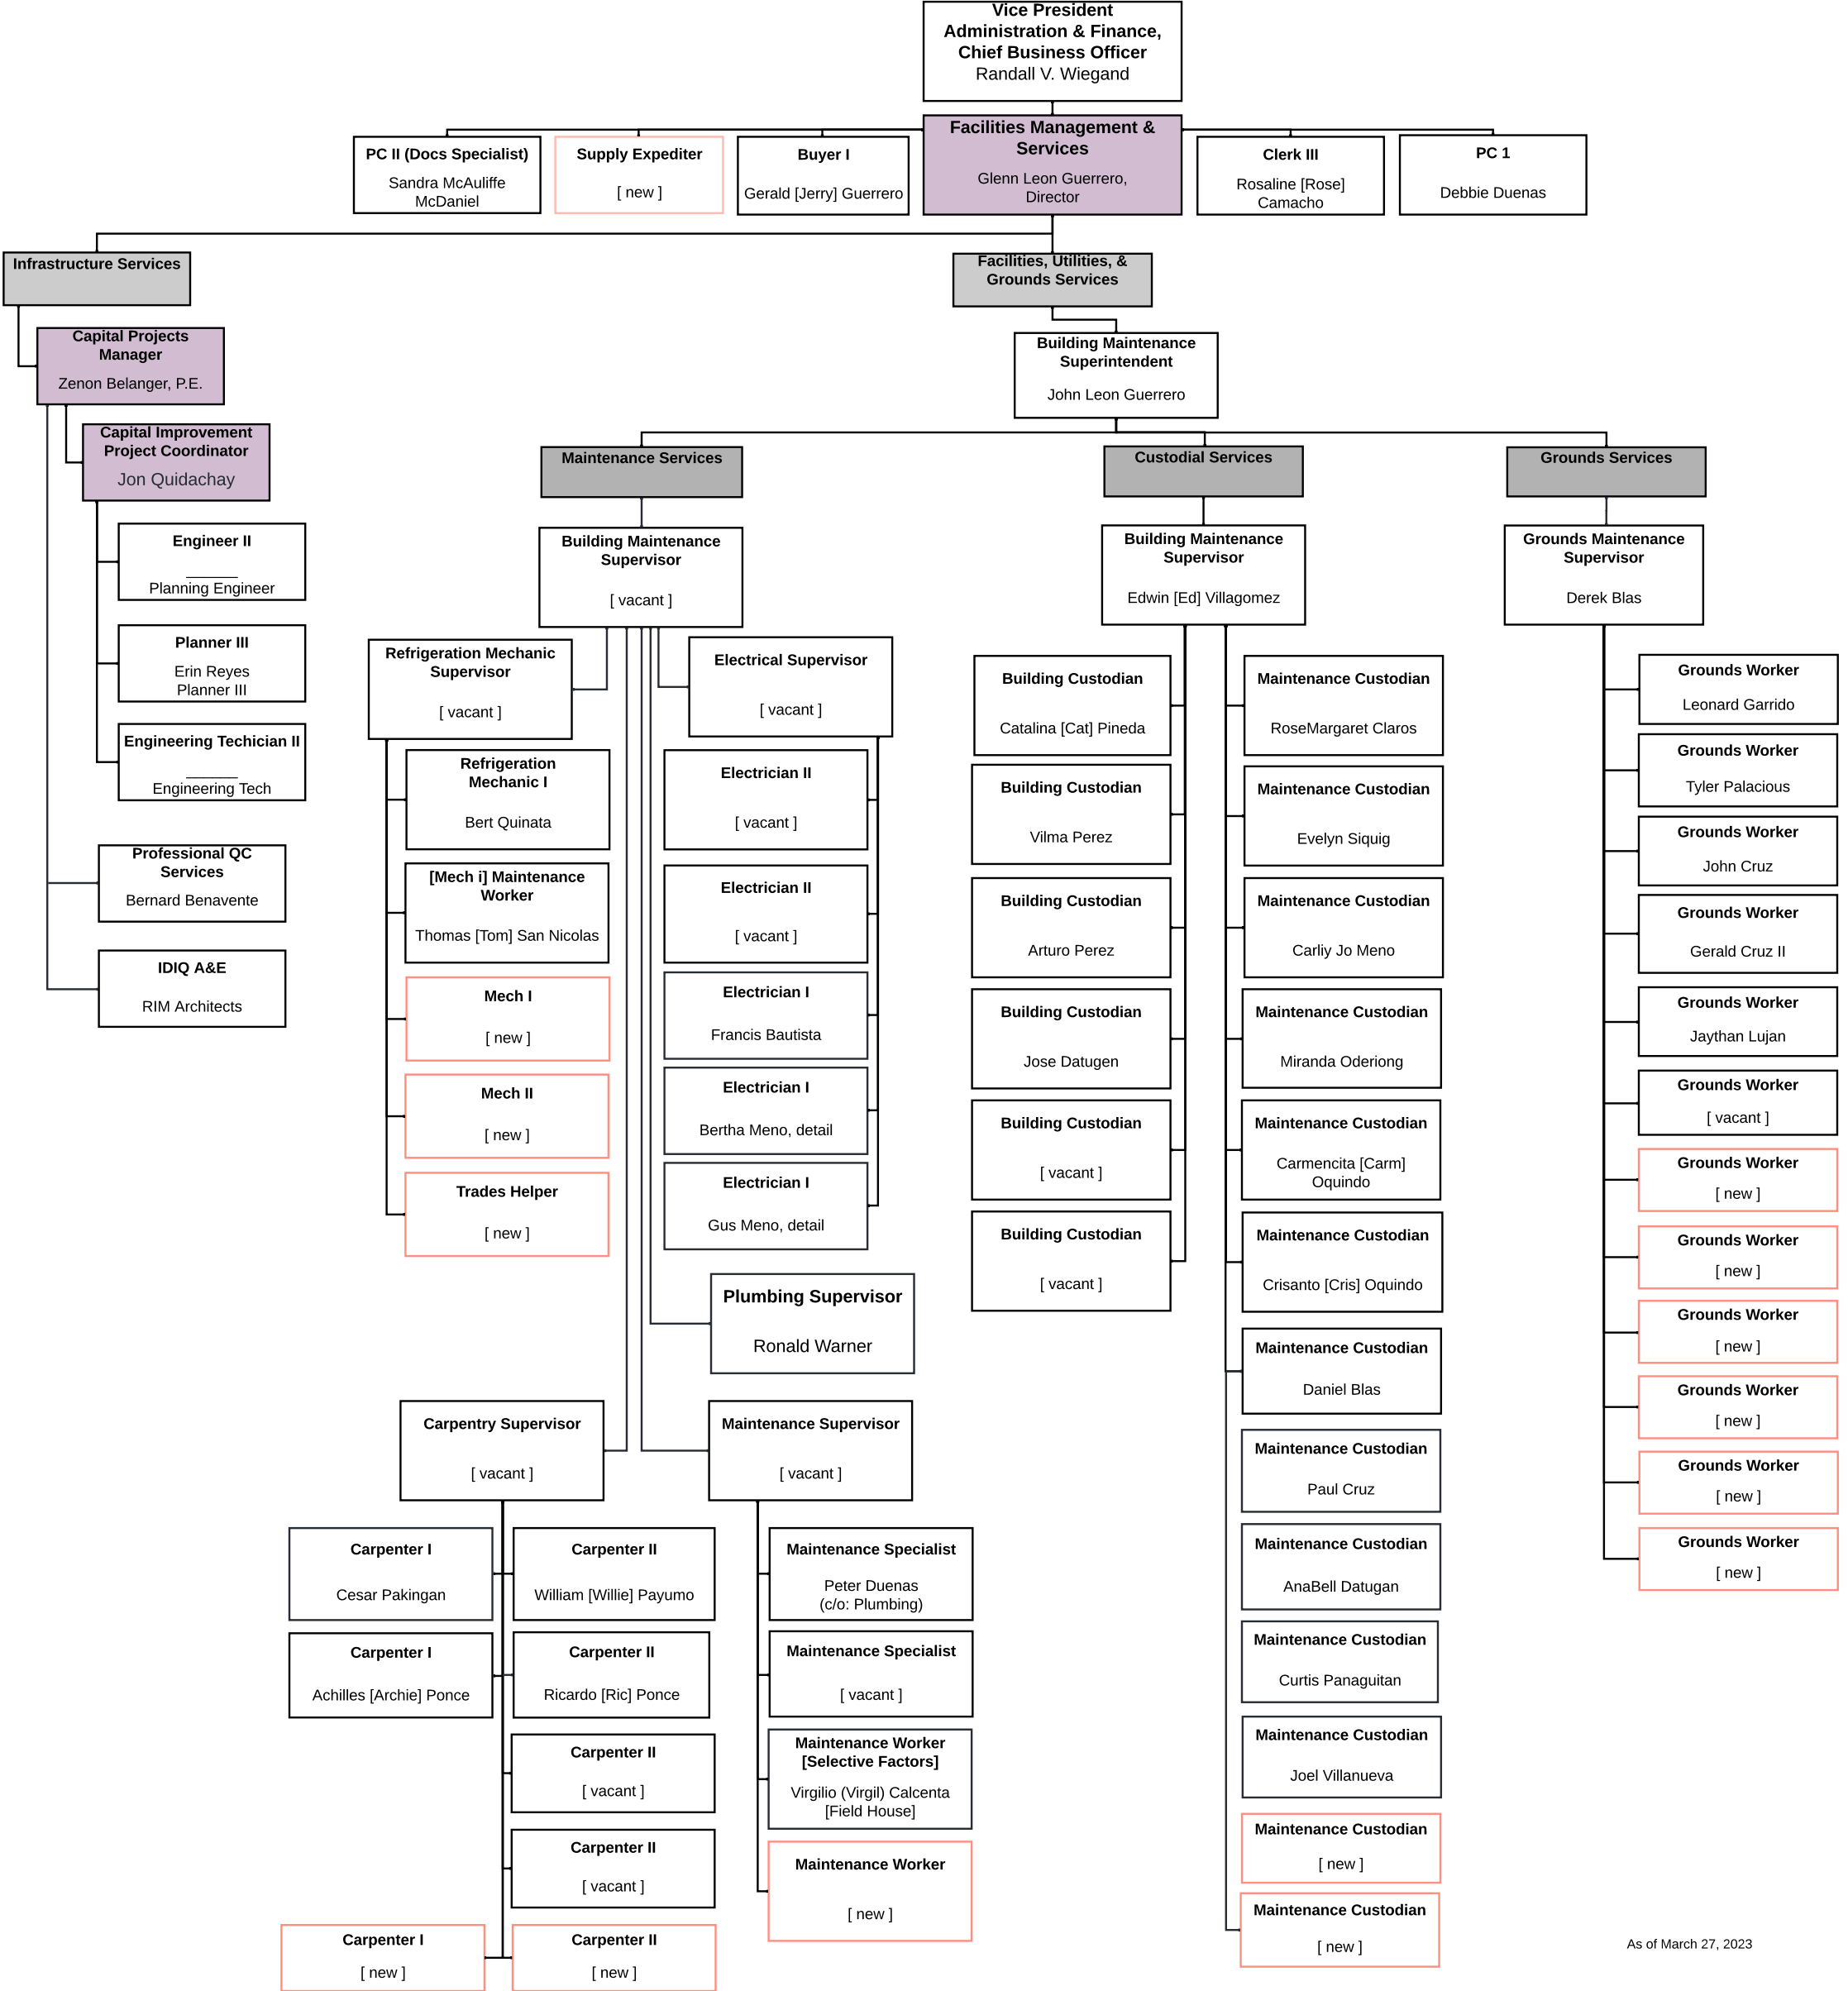 Vice President
Administration & Finance,
Chief Business Officer
Randall V. Wiegand
PC II (Docs Specialist)
Sandra McAuliffe
McDaniel
Supply Expediter
[ new ]
Buyer I
Gerald [Jerry] Guerrero
Facilities Management &
Services
Glenn Leon Guerrero,
Director
Clerk III
Rosaline [Rose]
Camacho
PC 1
Debbie Duenas
Infrastructure Services
Capital Projects
Manager
Zenon Belanger, P.E.
Capital Improvement
Project Coordinator
Jon Quidachay
Engineer II
______
Planning Engineer
Planner III
Erin Reyes
Planner III
Engineering Techician II
______
Engineering Tech
Professional QC
Services
Bernard Benavente
IDIQ A&E
RIM Architects
Facilities, Utilities, &
Grounds Services
Building Maintenance
Superintendent
John Leon Guerrero
Maintenance Services
Building Maintenance
Supervisor
[ vacant ]
Refrigeration Mechanic
Supervisor
[ vacant ]
Refrigeration
Mechanic I
Bert Quinata
[Mech i] Maintenance
Worker
Thomas [Tom] San Nicolas
Mech I
[ new ]
Mech II
[ new ]
Trades Helper
[ new ]
Electrical Supervisor
[ vacant ]
Electrician II
[ vacant ]
Electrician II
[ vacant ]
Electrician I
Francis Bautista
Electrician I
Bertha Meno, detail
Electrician I
Gus Meno, detail
Plumbing Supervisor
Ronald Warner
Carpentry Supervisor
[ vacant ]
Carpenter I
Cesar Pakingan
Carpenter II
William [Willie] Payumo
Carpenter I
Achilles [Archie] Ponce
Carpenter II
Ricardo [Ric] Ponce
Carpenter II
[ vacant ]
Carpenter II
[ vacant ]
Carpenter I
[ new ]
Carpenter II
[ new ]
Maintenance Supervisor
[ vacant ]
Maintenance Specialist
Peter Duenas
(c/o: Plumbing)
Maintenance Specialist
[ vacant ]
Maintenance Worker
[Selective Factors]
Virgilio (Virgil) Calcenta
[Field House]
Maintenance Worker
[ new ]
Custodial Services
Building Maintenance
Supervisor
Edwin [Ed] Villagomez
Building Custodian
Catalina [Cat] Pineda
Building Custodian
Vilma Perez
Building Custodian
Arturo Perez
Building Custodian
Jose Datugen
Building Custodian
[ vacant ]
Building Custodian
[ vacant ]
Maintenance Custodian
RoseMargaret Claros
Maintenance Custodian
Evelyn Siquig
Maintenance Custodian
Carliy Jo Meno
Maintenance Custodian
Miranda Oderiong
Maintenance Custodian
Carmencita [Carm]
Oquindo
Maintenance Custodian
Crisanto [Cris] Oquindo
Maintenance Custodian
Daniel Blas
Maintenance Custodian
Paul Cruz
Maintenance Custodian
AnaBell Datugan
Maintenance Custodian
Curtis Panaguitan
Maintenance Custodian
Joel Villanueva
Maintenance Custodian
[ new ]
Maintenance Custodian
[ new ]
Grounds Services
Grounds Maintenance
Supervisor
Derek Blas
Grounds Worker
Leonard Garrido
Grounds Worker
Tyler Palacious
Grounds Worker
John Cruz
Grounds Worker
Gerald Cruz II
Grounds Worker
Jaythan Lujan
Grounds Worker
[ vacant ]
Grounds Worker
[ new ]
Grounds Worker
[ new ]
Grounds Worker
[ new ]
Grounds Worker
[ new ]
Grounds Worker
[ new ]
Grounds Worker
[ new ]
As of March 27, 2023